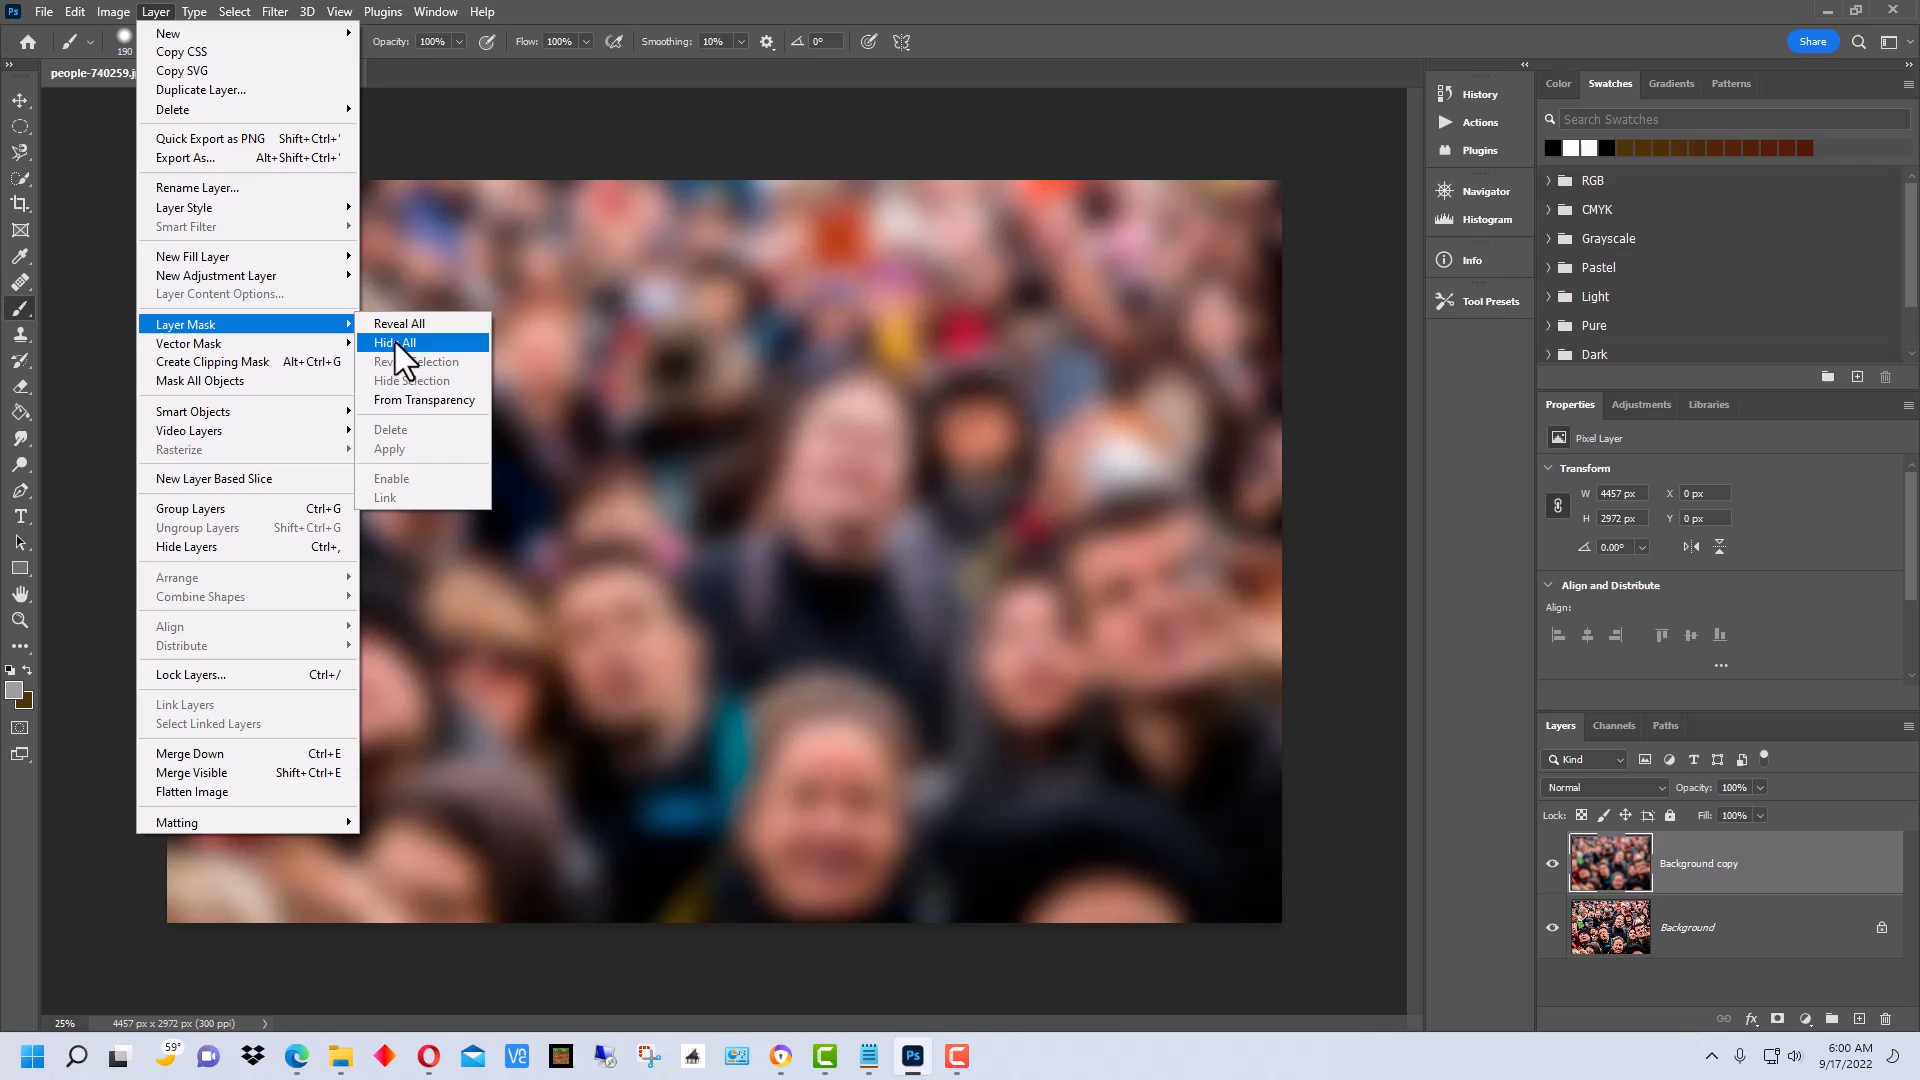 Ps File Edit Image Layer Type Select Filter 3D View Plugins Window Help
190 Opacity: 100% Flow: 100% Smoothing: 10% 0° Share
people-740259.j
New
Copy CSS
Copy SVG
Duplicate Layer...
Delete
Quick Export as PNG Shift+Ctrl+'
Export As... Alt+Shift+Ctrl+'
Rename Layer...
Layer Style
Smart Filter
New Fill Layer
New Adjustment Layer
Layer Content Options...
Layer Mask
Vector Mask
Create Clipping Mask Alt+Ctrl+G
Mask All Objects
Smart Objects
Video Layers
Rasterize
New Layer Based Slice
Group Layers Ctrl+G
Ungroup Layers Shift+Ctrl+G
Hide Layers Ctrl+,
Arrange
Combine Shapes
Align
Distribute
Lock Layers... Ctrl+/
Link Layers
Select Linked Layers
Merge Down Ctrl+E
Merge Visible Shift+Ctrl+E
Flatten Image
Matting
Reveal All
Hide All
Reveal Selection
Hide Selection
From Transparency
Delete
Apply
Enable
Link
History
Actions
Plugins
Navigator
Histogram
Info
Tool Presets
Color Swatches Gradients Patterns
Search Swatches
RGB
CMYK
Grayscale
Pastel
Light
Pure
Dark
Properties Adjustments Libraries
Pixel Layer
Transform
W 4457 px X 0 px
H 2972 px Y 0 px
0.00°
Align and Distribute
Align:
Layers Channels Paths
Kind
Normal Opacity: 100%
Lock: Fill: 100%
Background copy
Background
25% 4457 px x 2972 px (300 ppi)
59°
Ps
6:00 AM
9/17/2022